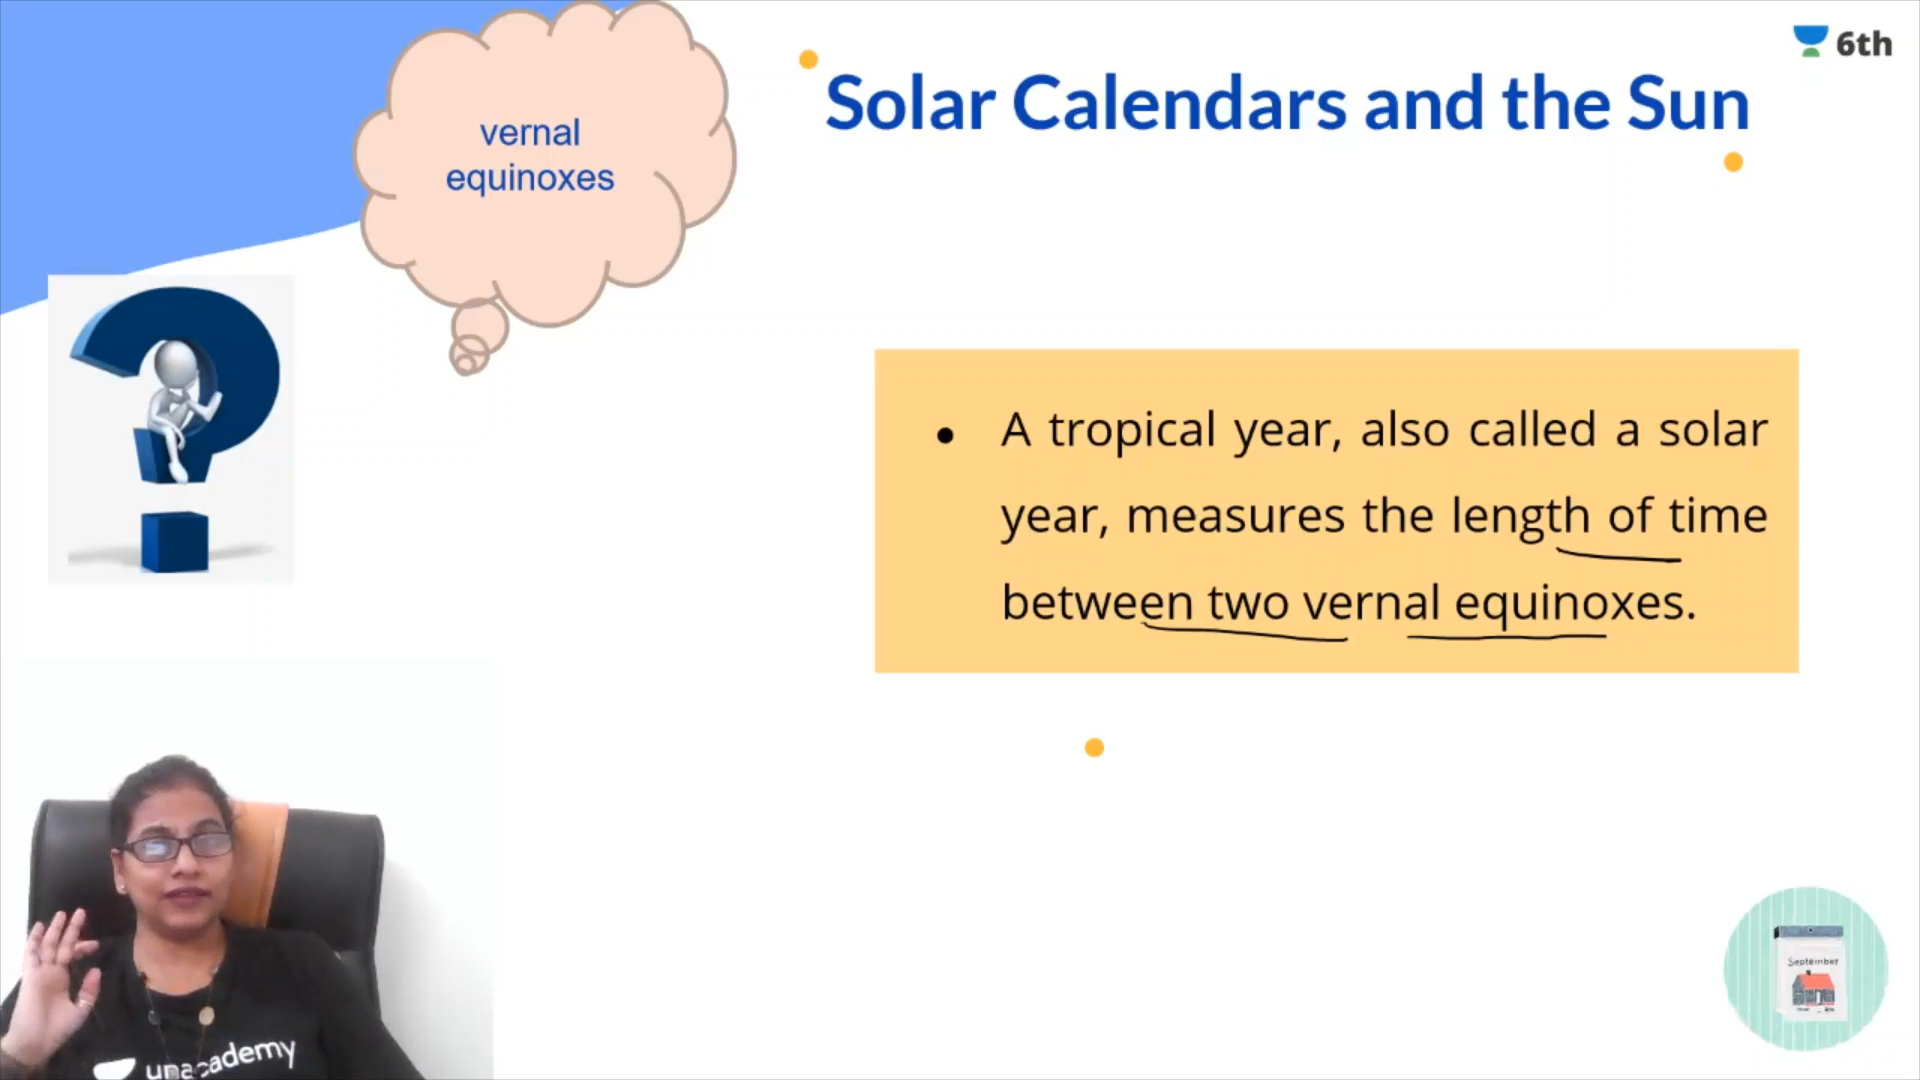 vernal
equinoxes
Solar Calendars and the Sun
6th
• A tropical year, also called a solar
year, measures the length of time
between two vernal equinoxes.
unacademy
September